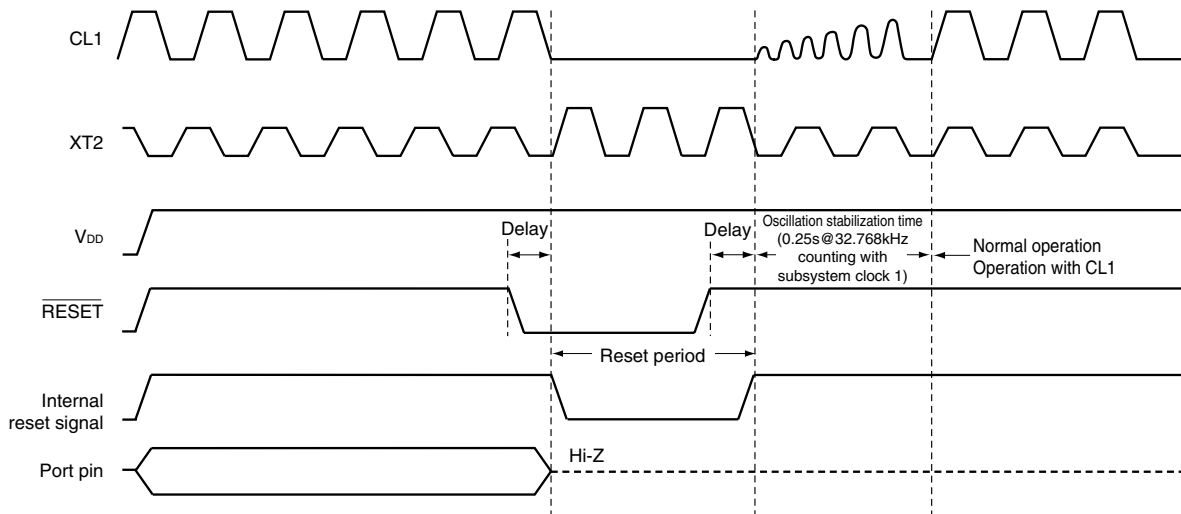 CL1
XT2
VDD
Delay
Delay
Oscillation stabilization time
(0.25s@32.768kHz
counting with
subsystem clock 1)
Normal operation
Operation with CL1
RESET
Reset period
Internal
reset signal
Port pin
Hi-Z